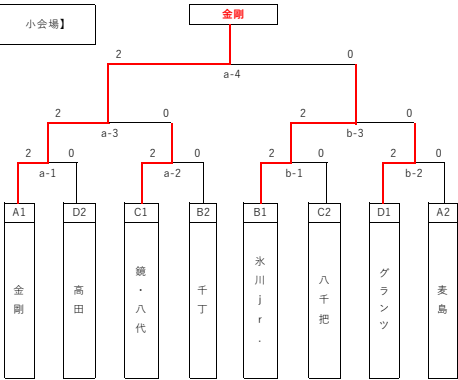 金剛
小会場】
2 0
a-4
2 0 2 0
a-3 b-3
2 0 2 0 2 0 2 0
a-1 a-2 b-1 b-2
A1 D2 C1 B2 B1 C2 D1 A2
金剛
高田
鏡・八代
千丁
氷川jr.
八千把
グランツ
麦島